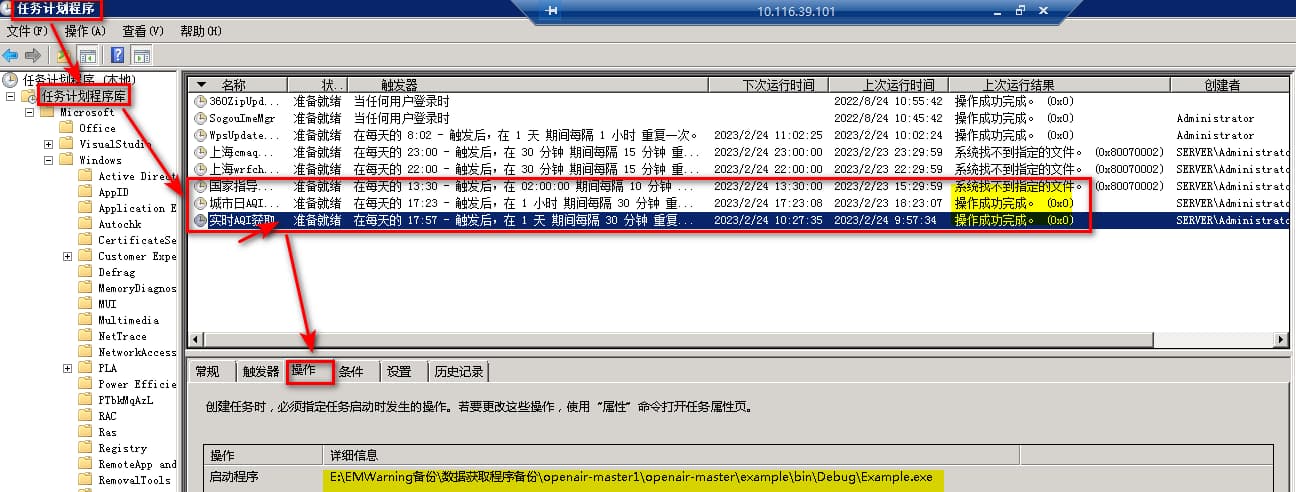 任务计划程序
10.116.39.101
文件(F) 操作(A) 查看(V) 帮助(H)
任务计划程序 (本地)
任务计划程序库
Microsoft
Office
VisualStudio
Windows
Active Direct
AppID
Application E
Autochk
CertificateSe
Customer Expe
Defrag
MemoryDiagnos
MUI
Multimedia
NetTrace
NetworkAccess
PLA
Power Efficie
PTbkMqAzL
RAC
Ras
Registry
RemoteApp and
RemovalTools
名称 状.. 触发器 下次运行时间 上次运行时间 上次运行结果 创建者
360ZipUpd... 准备就绪 当任何用户登录时 2022/8/24 10:55:42 操作成功完成。 (0x0)
SogouImeMgr 准备就绪 当任何用户登录时 2022/8/24 10:45:42 操作成功完成。 (0x0) Administrator
WpsUpdate... 准备就绪 在每天的 8:02 - 触发后，在 1 天 期间每隔 1 小时 重复一次。 2023/2/24 11:02:25 2023/2/24 10:02:24 操作成功完成。 (0x0) Administrator
上海cmaq... 准备就绪 在每天的 23:00 - 触发后，在 30 分钟 期间每隔 15 分钟 重... 2023/2/24 23:00:00 2023/2/23 23:29:59 系统找不到指定的文件。 (0x80070002) SERVER\Administrato
上海wrfch... 准备就绪 在每天的 22:00 - 触发后，在 30 分钟 期间每隔 15 分钟 重... 2023/2/24 22:00:00 2023/2/23 22:29:59 系统找不到指定的文件。 (0x80070002) SERVER\Administrato
国家指导... 准备就绪 在每天的 13:30 - 触发后，在 02:00:00 期间每隔 10 分钟 ... 2023/2/24 13:30:00 2023/2/23 15:29:59 系统找不到指定的文件。 (0x80070002) SERVER\Administrato
城市日AQI... 准备就绪 在每天的 17:23 - 触发后，在 1 小时 期间每隔 30 分钟 重... 2023/2/24 17:23:08 2023/2/23 18:23:07 操作成功完成。 (0x0) SERVER\Administrato
实时AQI获取 准备就绪 在每天的 17:57 - 触发后，在 1 天 期间每隔 30 分钟 重复... 2023/2/24 10:27:35 2023/2/24 9:57:34 操作成功完成。 (0x0) SERVER\Administrato
常规 触发器 操作 条件 设置 历史记录
创建任务时，必须指定任务启动时发生的操作。若要更改这些操作，使用 “属性” 命令打开任务属性页。
操作 详细信息
启动程序 E:\EMWarning备份\数据获取程序备份\openair-master1\openair-master\example\bin\Debug\Example.exe